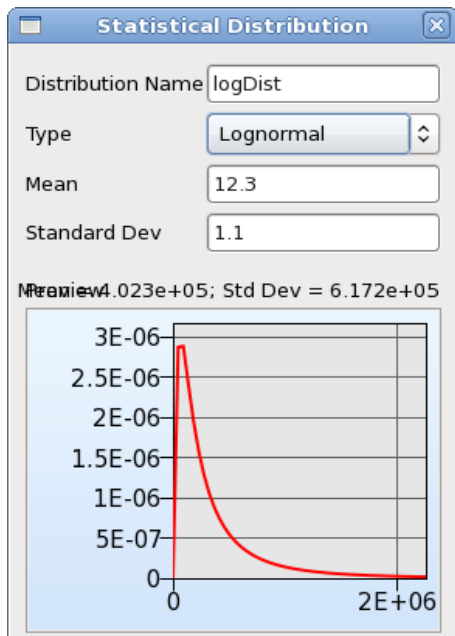 Statistical Distribution
Distribution Name logDist
Type Lognormal
Mean 12.3
Standard Dev 1.1
Preview
Mean = 4.023e+05; Std Dev = 6.172e+05
3E-06
2.5E-06
2E-06
1.5E-06
1E-06
5E-07
0
0 2E+06